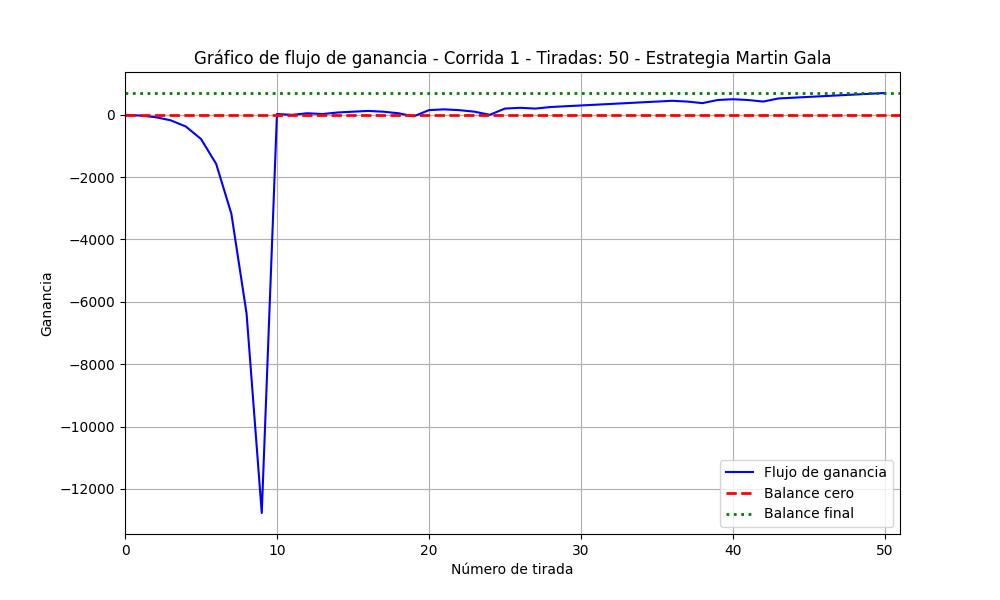 Gráfico de flujo de ganancia - Corrida 1 - Tiradas: 50 - Estrategia Martin Gala
Ganancia
0
−2000
−4000
−6000
−8000
−10000
−12000
0 10 20 30 40 50
Número de tirada
Flujo de ganancia
Balance cero
Balance final